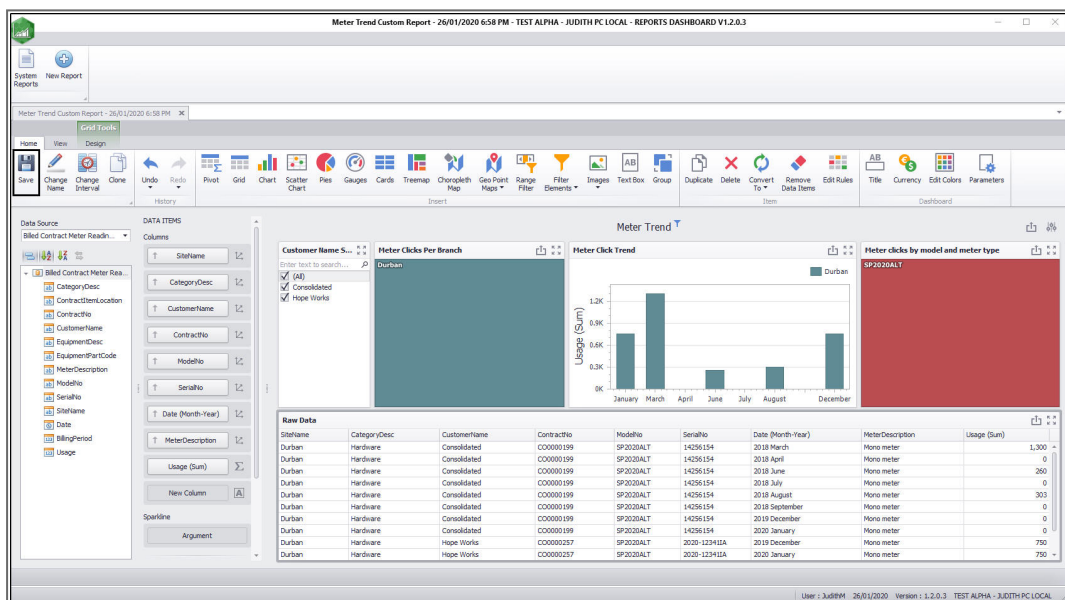 Meter Trend Custom Report - 26/01/2020 6:58 PM - TEST ALPHA - JUDITH PC LOCAL - REPORTS DASHBOARD V1.2.0.3
System Reports
New Report
Meter Trend Custom Report - 26/01/2020 6:58 PM
Grid Tools
Home View Design
Save Change Name Change Interval Clone Undo Redo Pivot Grid Chart Scatter Chart Pies Gauges Cards Treemap Choropleth Map Geo Point Maps Range Filter Filter Elements Images Text Box Group Duplicate Delete Convert To Remove Data Items Edit Rules Title Currency Edit Colors Parameters
History Insert Item Dashboard
Data Source
Billed Contract Meter Readin...
Billed Contract Meter Rea...
CategoryDesc
ContractItemLocation
ContractNo
CustomerName
EquipmentDesc
EquipmentPartCode
MeterDescription
ModelNo
SerialNo
SiteName
Date
BillingPeriod
Usage
DATA ITEMS
Columns
SiteName
CategoryDesc
CustomerName
ContractNo
ModelNo
SerialNo
Date (Month-Year)
MeterDescription
Usage (Sum)
New Column
Sparkline
Argument
Meter Trend
Customer Name S...
Enter text to search...
(All)
Consolidated
Hope Works
Meter Clicks Per Branch
Durban
Meter Click Trend
Durban
Usage (Sum)
1.2K
0.9K
0.6K
0.3K
0K
January March April June July August December
Meter clicks by model and meter type
SP2020ALT
Raw Data
SiteName CategoryDesc CustomerName ContractNo ModelNo SerialNo Date (Month-Year) MeterDescription Usage (Sum)
Durban Hardware Consolidated CO0000199 SP2020ALT 14256154 2018 March Mono meter 1,300
Durban Hardware Consolidated CO0000199 SP2020ALT 14256154 2018 April Mono meter 0
Durban Hardware Consolidated CO0000199 SP2020ALT 14256154 2018 June Mono meter 260
Durban Hardware Consolidated CO0000199 SP2020ALT 14256154 2018 July Mono meter 0
Durban Hardware Consolidated CO0000199 SP2020ALT 14256154 2018 August Mono meter 303
Durban Hardware Consolidated CO0000199 SP2020ALT 14256154 2018 September Mono meter 0
Durban Hardware Consolidated CO0000199 SP2020ALT 14256154 2019 December Mono meter 0
Durban Hardware Consolidated CO0000199 SP2020ALT 14256154 2020 January Mono meter 0
Durban Hardware Hope Works CO0000257 SP2020ALT 2020-12341IA 2019 December Mono meter 750
Durban Hardware Hope Works CO0000257 SP2020ALT 2020-12341IA 2020 January Mono meter 750
User : JudithM 26/01/2020 Version : 1.2.0.3 TEST ALPHA - JUDITH PC LOCAL